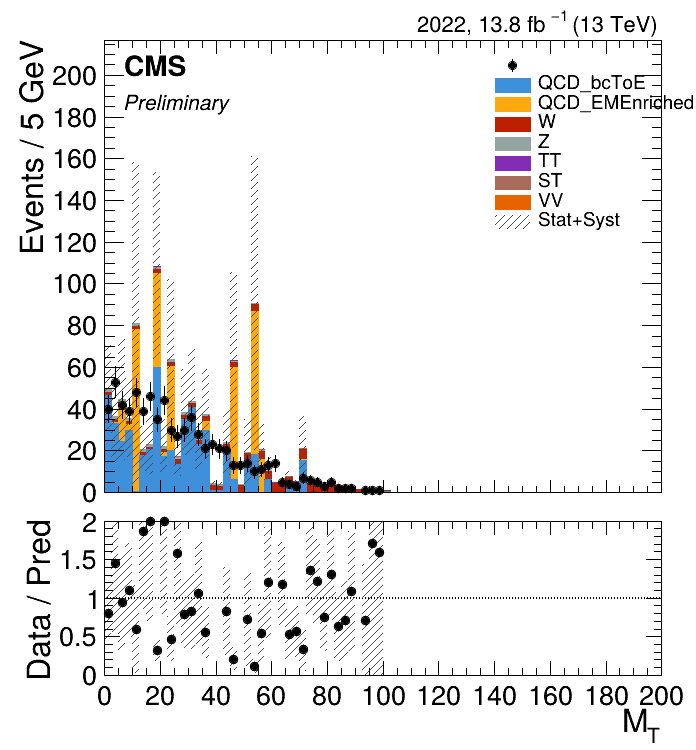 2022, 13.8 fb⁻¹ (13 TeV)
CMS
Preliminary
Events / 5 GeV
200
180
160
140
120
100
80
60
40
20
0
QCD_bcToE
QCD_EMEnriched
W
Z
TT
ST
VV
Stat+Syst
Data / Pred
2
1.5
1
0.5
0
0 20 40 60 80 100 120 140 160 180 200
M_T